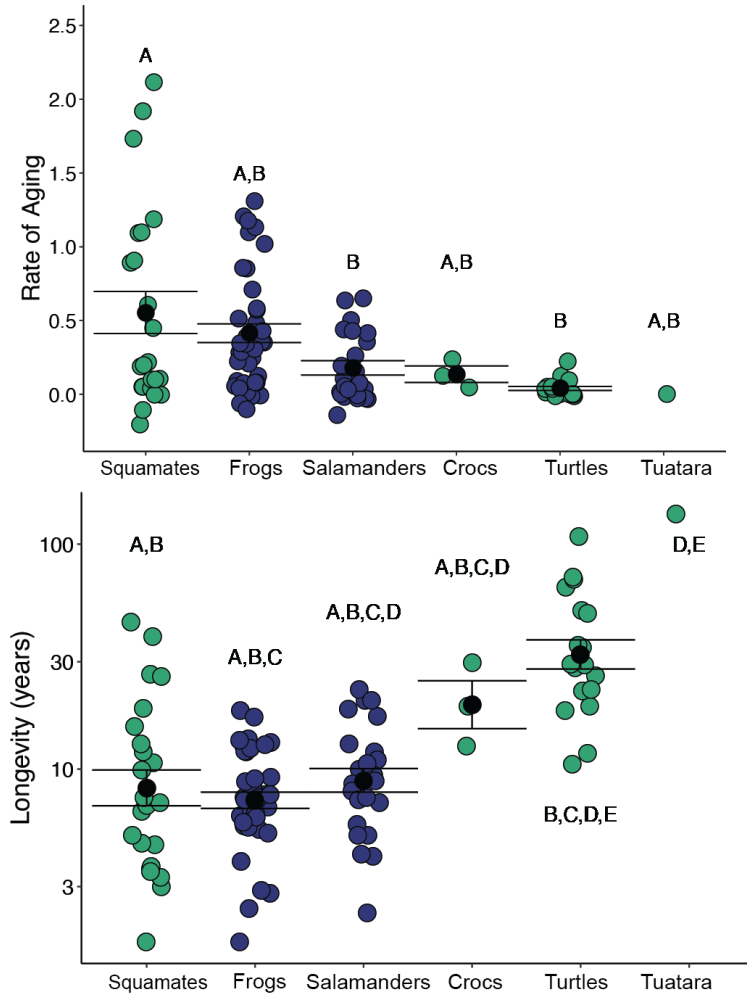 Rate of Aging
2.5
2.0
1.5
1.0
0.5
0.0
A
A,B
B
A,B
B
A,B
Squamates Frogs Salamanders Crocs Turtles Tuatara
Longevity (years)
100
30
10
3
A,B
A,B,C
A,B,C,D
A,B,C,D
B,C,D,E
D,E
Squamates Frogs Salamanders Crocs Turtles Tuatara